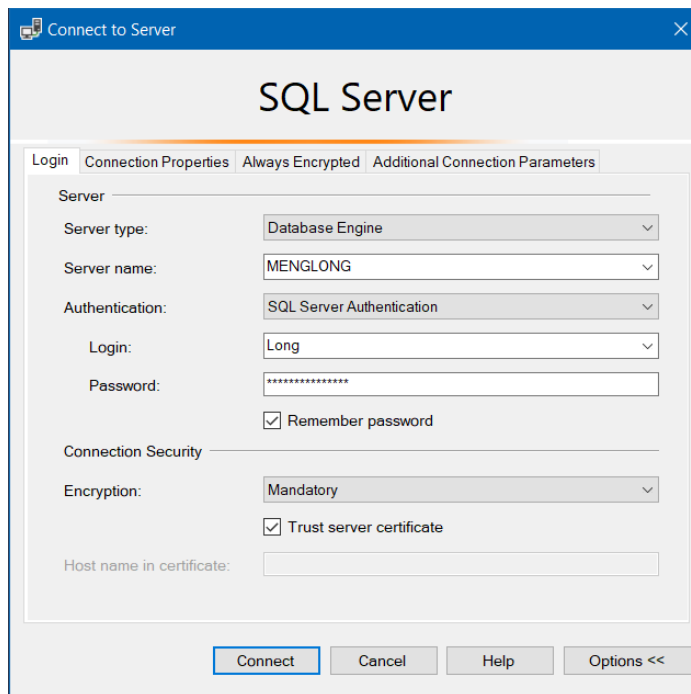 Connect to Server
SQL Server
Login Connection Properties Always Encrypted Additional Connection Parameters
Server
Server type: Database Engine
Server name: MENGLONG
Authentication: SQL Server Authentication
Login: Long
Password: ***************
Remember password
Connection Security
Encryption: Mandatory
Trust server certificate
Host name in certificate:
Connect Cancel Help Options <<